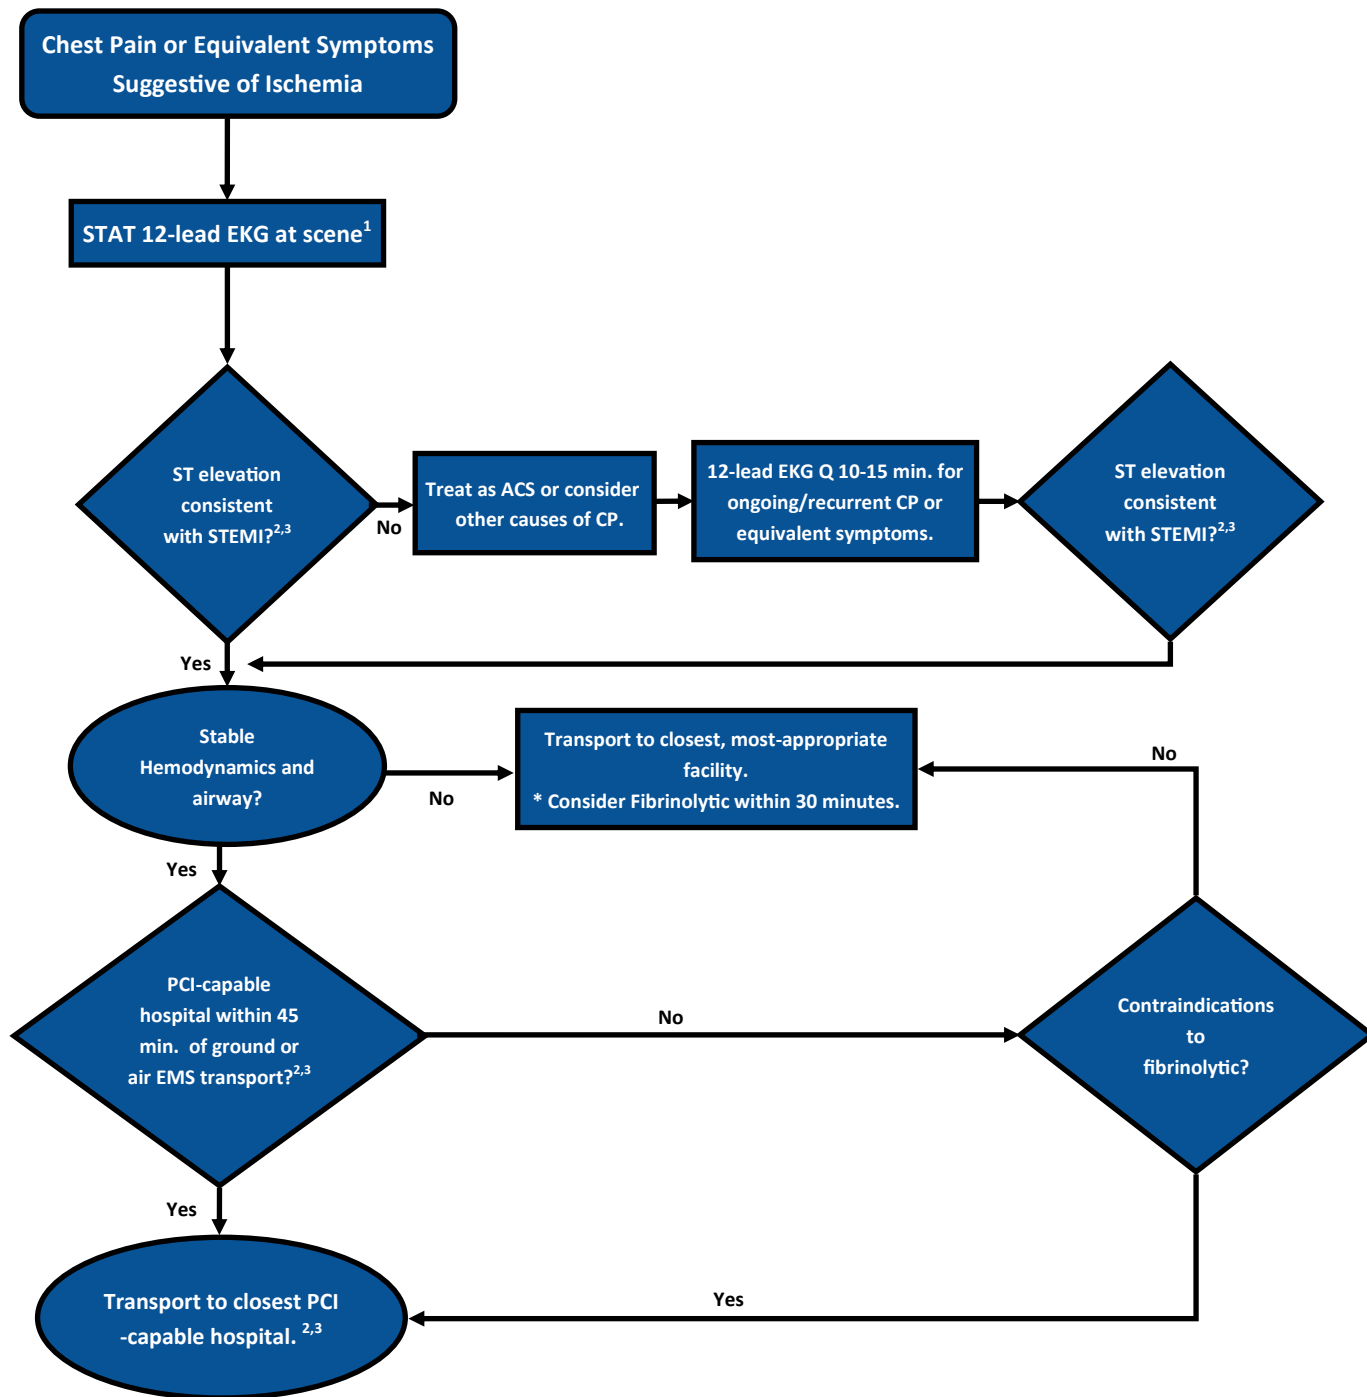 Chest Pain or Equivalent Symptoms
Suggestive of Ischemia
STAT 12-lead EKG at scene1
ST elevation
consistent
with STEMI?2,3
No
Treat as ACS or consider
other causes of CP.
12-lead EKG Q 10-15 min. for
ongoing/recurrent CP or
equivalent symptoms.
ST elevation
consistent
with STEMI?2,3
Yes
Stable
Hemodynamics and
airway?
No
Transport to closest, most-appropriate
facility.
* Consider Fibrinolytic within 30 minutes.
No
Yes
PCI-capable
hospital within 45
min. of ground or
air EMS transport?2,3
No
Contraindications
to
fibrinolytic?
Yes
Transport to closest PCI
-capable hospital. 2,3
Yes